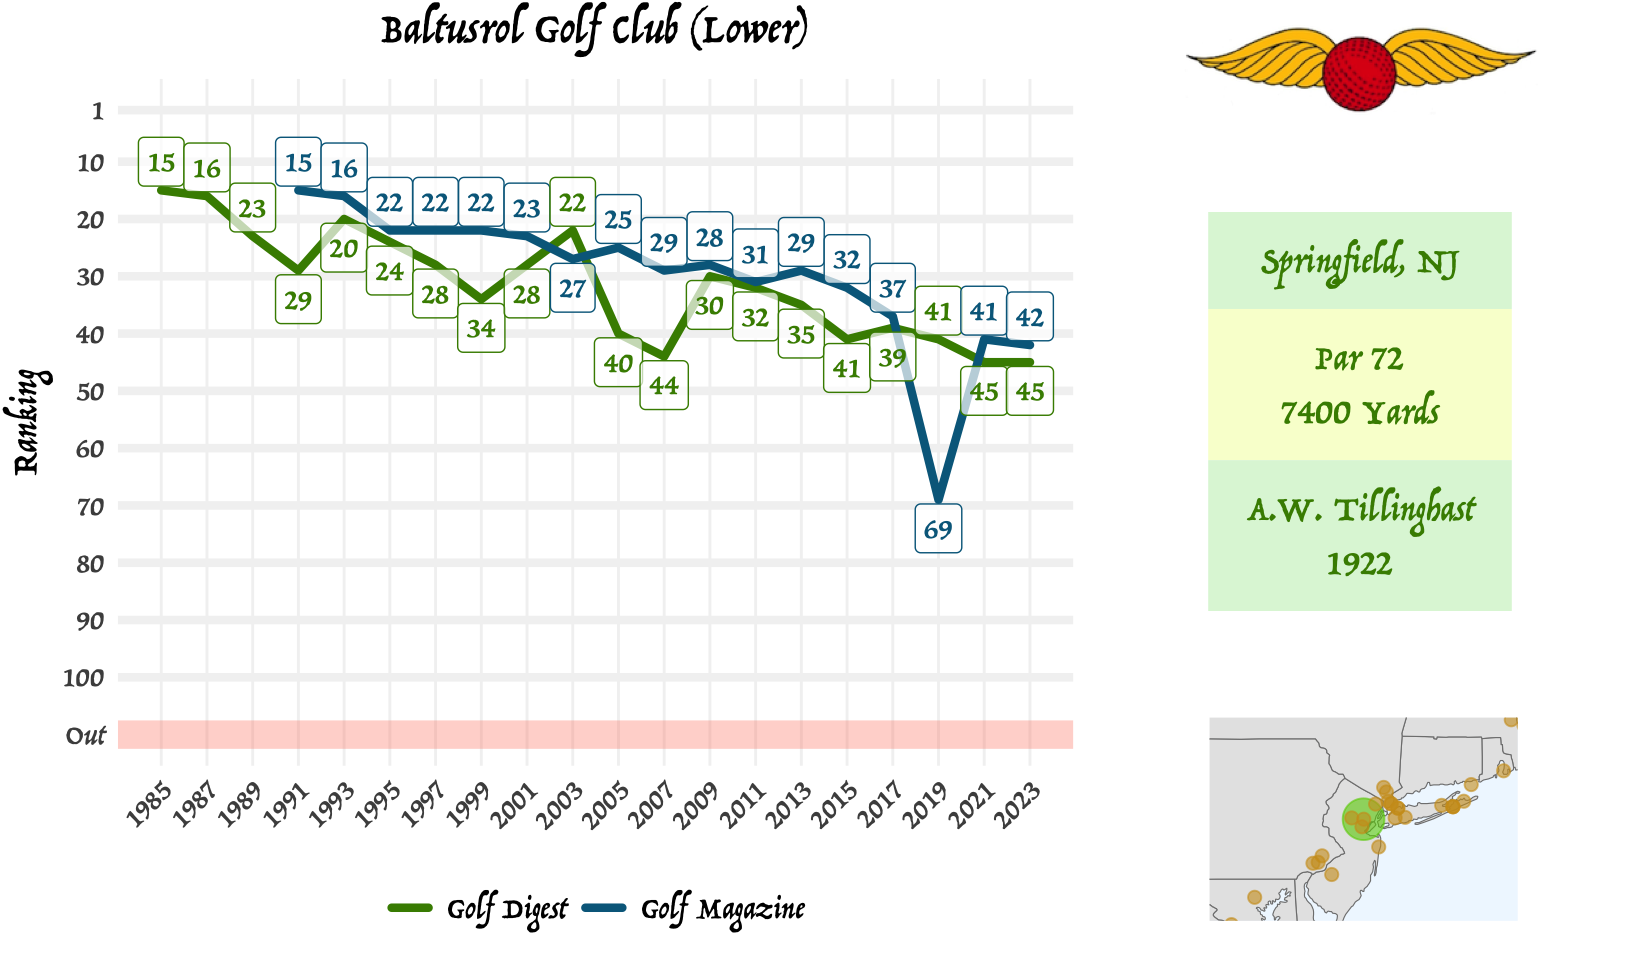 Baltusrol Golf Club (Lower)
Ranking
1
10
20
30
40
50
60
70
80
90
100
Out
15 16 23 29 20 24 28 34 28 22 40 44 30 32 35 41 39 41 45 45
15 16 22 22 22 23 27 25 29 28 31 29 32 37 69 41 42
1985 1987 1989 1991 1993 1995 1997 1999 2001 2003 2005 2007 2009 2011 2013 2015 2017 2019 2021 2023
Golf Digest Golf Magazine
Springfield, NJ
Par 72
7400 Yards
A.W. Tillinghast
1922